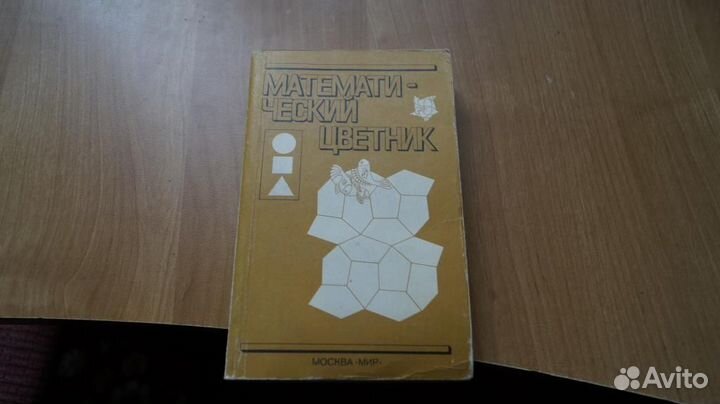 МАТЕМАТИ-
ЧЕСКИЙ
ЦВЕТНИК
МОСКВА «МИР»
Avito